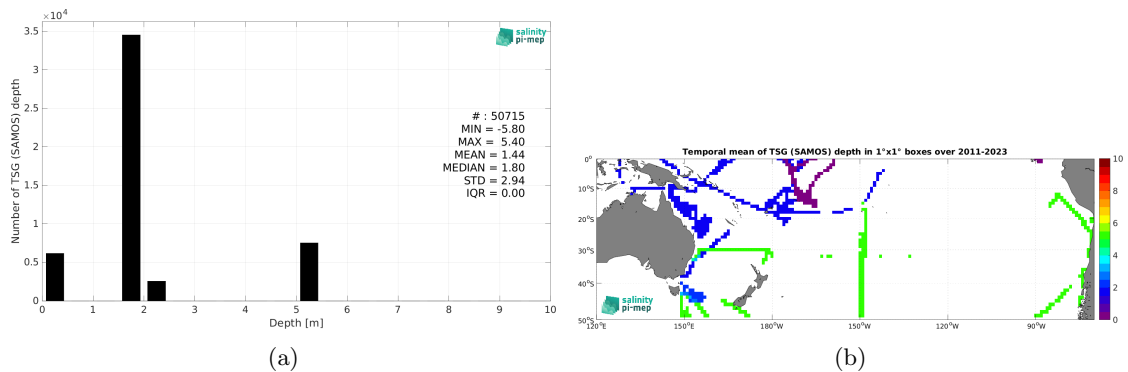 ×10⁴
3.5
3
2.5
2
1.5
1
0.5
0
Number of TSG (SAMOS) depth
salinity
pi-mep
# : 50715
MIN = -5.80
MAX = 5.40
MEAN = 1.44
MEDIAN = 1.80
STD = 2.94
IQR = 0.00
0 1 2 3 4 5 6 7 8 9 10
Depth [m]
(a)
Temporal mean of TSG (SAMOS) depth in 1°x1° boxes over 2011-2023
0°
10°S
20°S
30°S
40°S
50°S
120°E 150°E 180°W 150°W 120°W 90°W
salinity
pi-mep
10
8
6
4
2
0
(b)